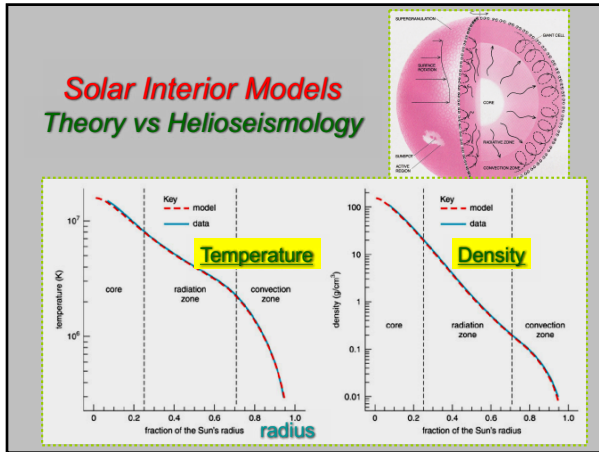 Solar Interior Models
Theory vs Helioseismology
SUPERGRANULATION
GIANT CELL
SURFACE
ROTATION
CORE
RADIATIVE ZONE
SUNSPOT
ACTIVE
REGION
CONVECTION ZONE
temperature (K)
10⁷
10⁶
Key
model
data
Temperature
core
radiation
zone
convection
zone
0
0.2
0.4
0.6
0.8
1.0
fraction of the Sun's radius
radius
density (g/cm³)
100
10
1
0.1
0.01
Key
model
data
Density
core
radiation
zone
convection
zone
0
0.2
0.4
0.6
0.8
1.0
fraction of the Sun's radius